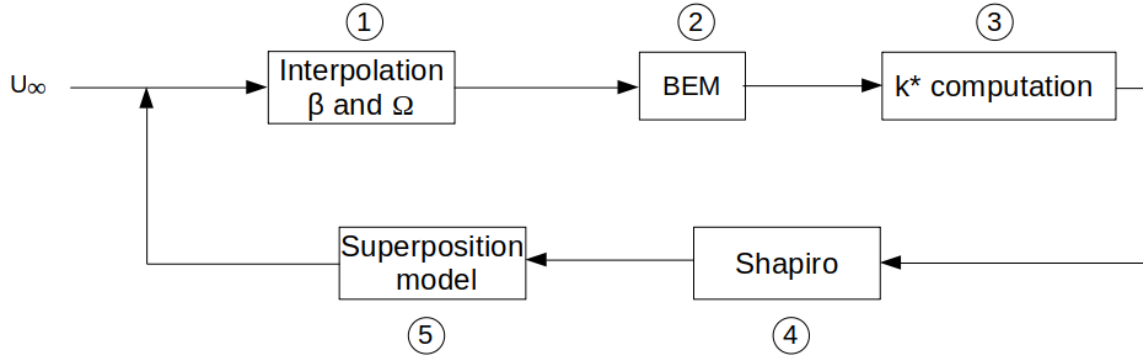 ①
②
③
U∞
Interpolation
β and Ω
BEM
k* computation
Superposition
model
Shapiro
⑤
④